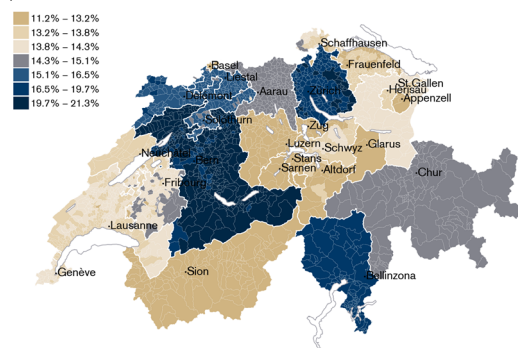 11.2% – 13.2%
13.2% – 13.8%
13.8% – 14.3%
14.3% – 15.1%
15.1% – 16.5%
16.5% – 19.7%
19.7% – 21.3%
Schaffhausen
Basel
Frauenfeld
Liestal
St.Gallen
Delémont
Aarau
Zürich
Herisau
Appenzell
Solothurn
Zug
Luzern
Schwyz
Glarus
Neuchâtel
Bern
Stans
Sarnen
Altdorf
Chur
Fribourg
Lausanne
Genève
Sion
Bellinzona